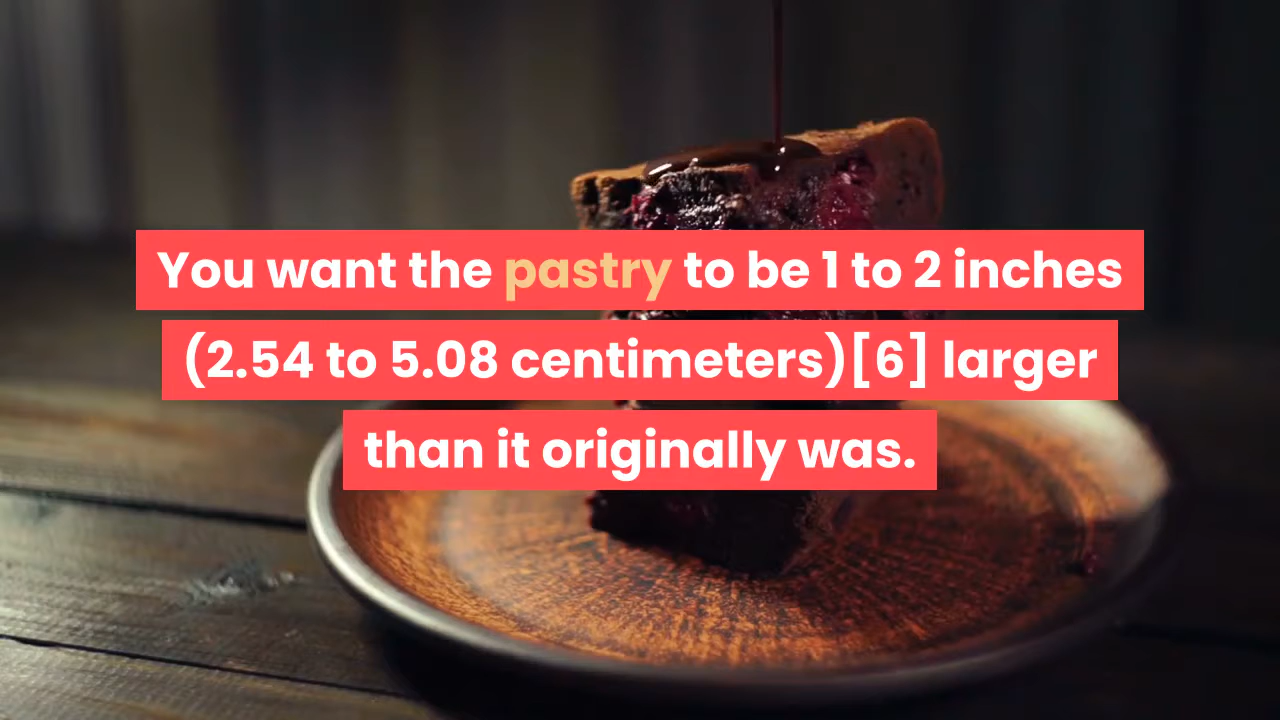 You want the pastry to be 1 to 2 inches
(2.54 to 5.08 centimeters)[6] larger
than it originally was.